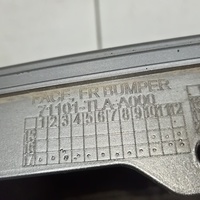 FACE, FR BUMPER
71101-TLA-A000
1 2 3 4 5 6 7 8 9 10 11 12